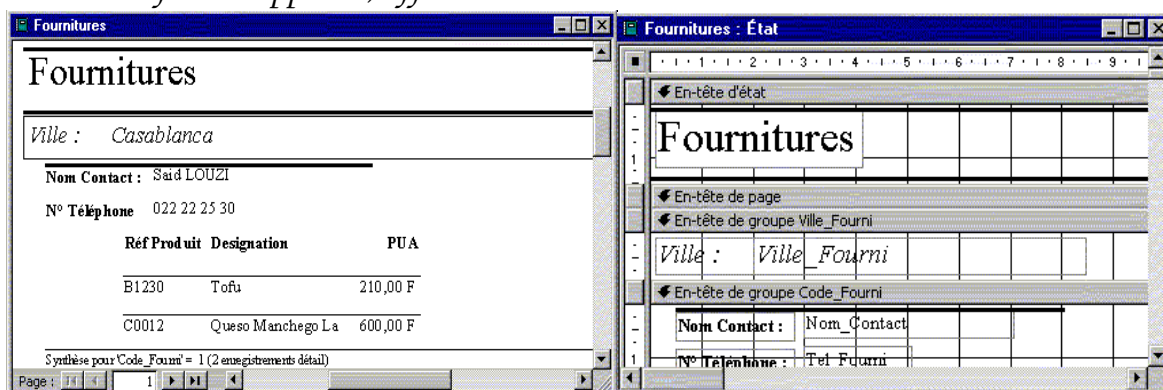 Fournitures
Fournitures
Ville : Casablanca
Nom Contact : Said LOUZI
N° Téléphone 022 22 25 30
Réf Produit Designation PUA
B1230 Tofu 210,00 F
C0012 Queso Manchego La 600,00 F
Synthèse pour 'Code_Fourni' = 1 (2 enregistrements détail)
Page : 1
Fournitures : État
1 2 3 4 5 6 7 8 9
En-tête d'état
Fournitures
1
En-tête de page
En-tête de groupe Ville_Fourni
Ville : Ville_Fourni
En-tête de groupe Code_Fourni
Nom Contact : Nom_Contact
1 N° Téléphone : Tel_Fourni